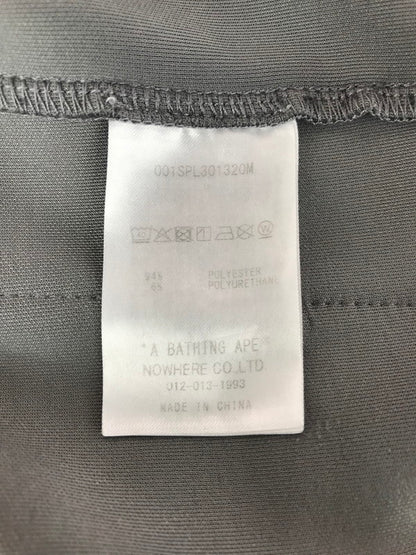 001SPL301320M
94% POLYESTER
6% POLYURETHANE
"A BATHING APE"
NOWHERE CO.LTD
012-013-1993
MADE IN CHINA